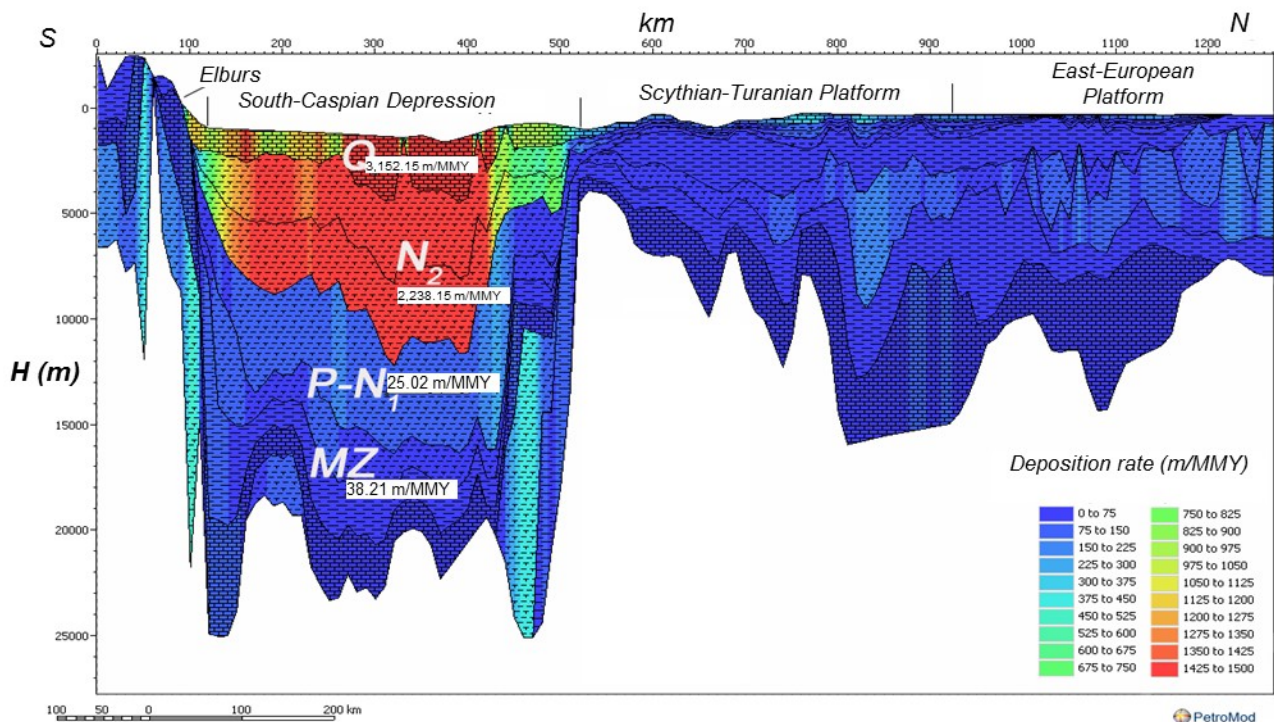 S km N
0 100 200 300 400 500 600 700 800 900 1000 1100 1200
Elburs
South-Caspian Depression
Scythian-Turanian Platform
East-European
Platform
0
5000
10000
15000
20000
25000
H (m)
Q
3,152.15 m/MMY
N2
2,238.15 m/MMY
P-N1
25.02 m/MMY
MZ
38.21 m/MMY
Deposition rate (m/MMY)
0 to 75 750 to 825
75 to 150 825 to 900
150 to 225 900 to 975
225 to 300 975 to 1050
300 to 375 1050 to 1125
375 to 450 1125 to 1200
450 to 525 1200 to 1275
525 to 600 1275 to 1350
600 to 675 1350 to 1425
675 to 750 1425 to 1500
100 50 0 100 200 km
PetroMod